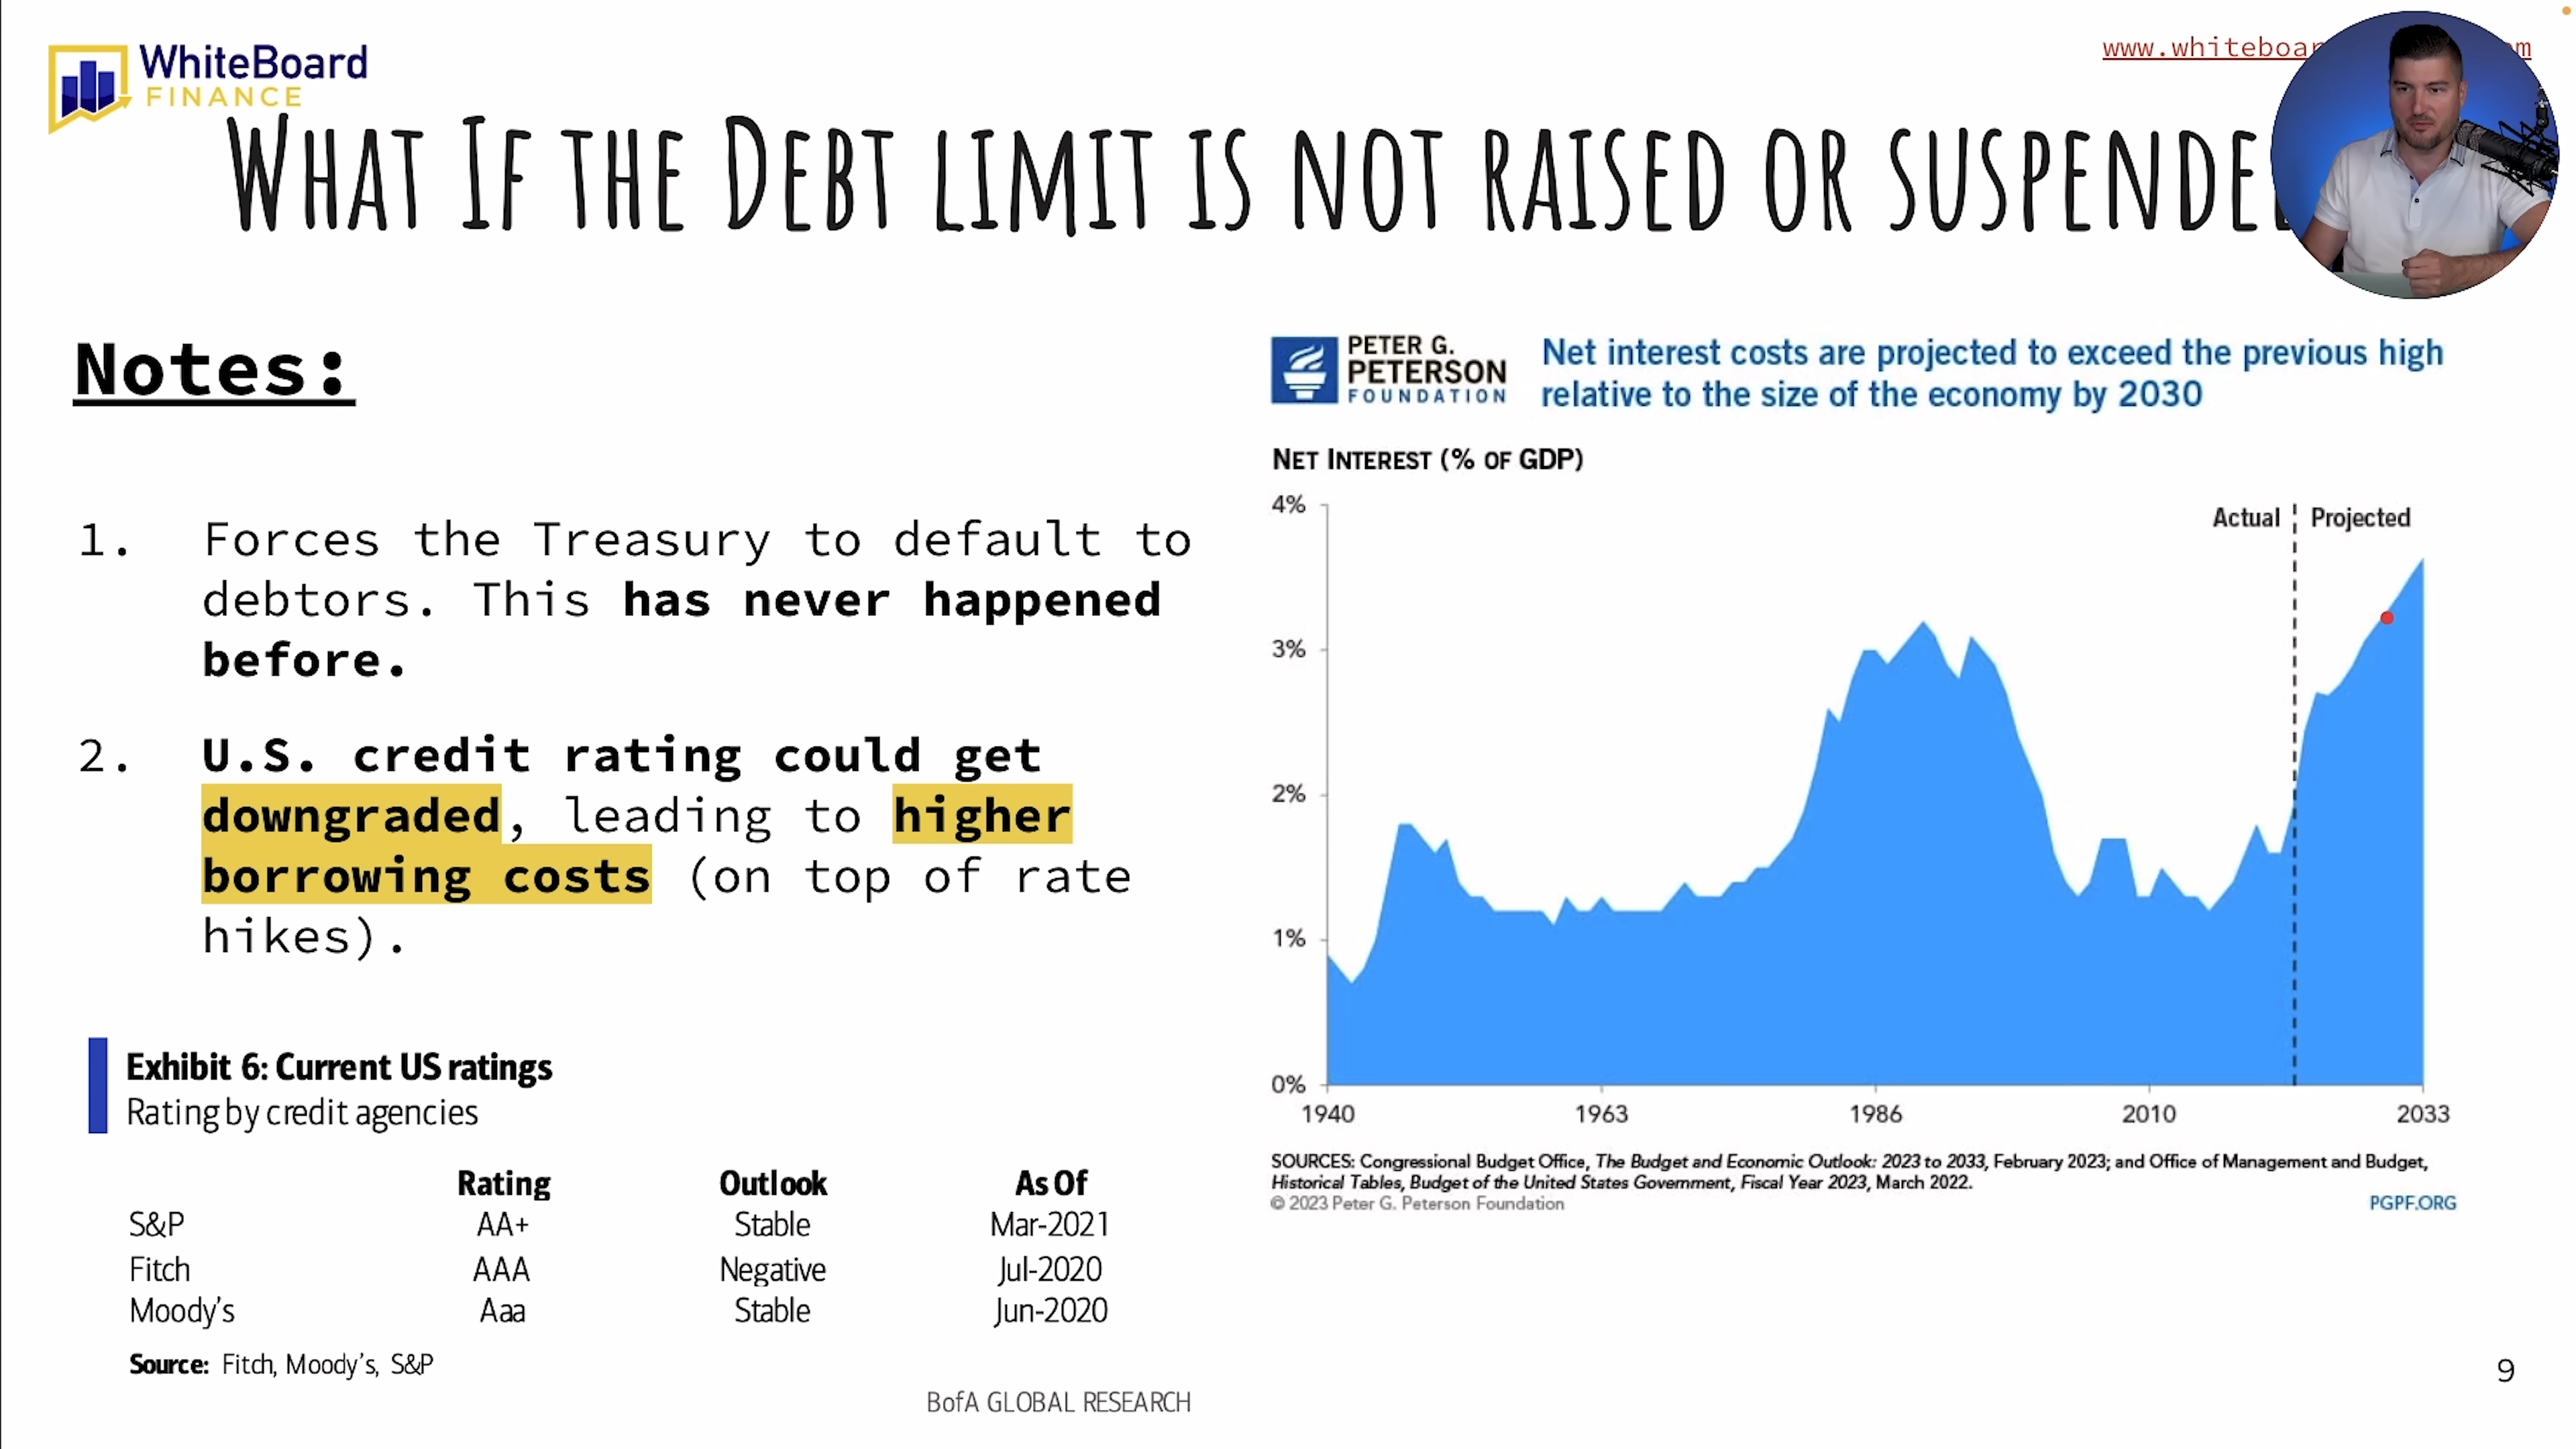 WhiteBoard
FINANCE
What If the Debt limit is not raised or suspended
Notes:
1. Forces the Treasury to default to
debtors. This has never happened
before.
2. U.S. credit rating could get
downgraded, leading to higher
borrowing costs (on top of rate
hikes).
Exhibit 6: Current US ratings
Rating by credit agencies
Rating Outlook As Of
S&P AA+ Stable Mar-2021
Fitch AAA Negative Jul-2020
Moody's Aaa Stable Jun-2020
Source: Fitch, Moody's, S&P
BofA GLOBAL RESEARCH
PETER G.
PETERSON
FOUNDATION
Net interest costs are projected to exceed the previous high
relative to the size of the economy by 2030
NET INTEREST (% OF GDP)
4%
Actual Projected
3%
2%
1%
0%
1940 1963 1986 2010 2033
SOURCES: Congressional Budget Office, The Budget and Economic Outlook: 2023 to 2033, February 2023; and Office of Management and Budget,
Historical Tables, Budget of the United States Government, Fiscal Year 2023, March 2022.
© 2023 Peter G. Peterson Foundation PGPF.ORG
9